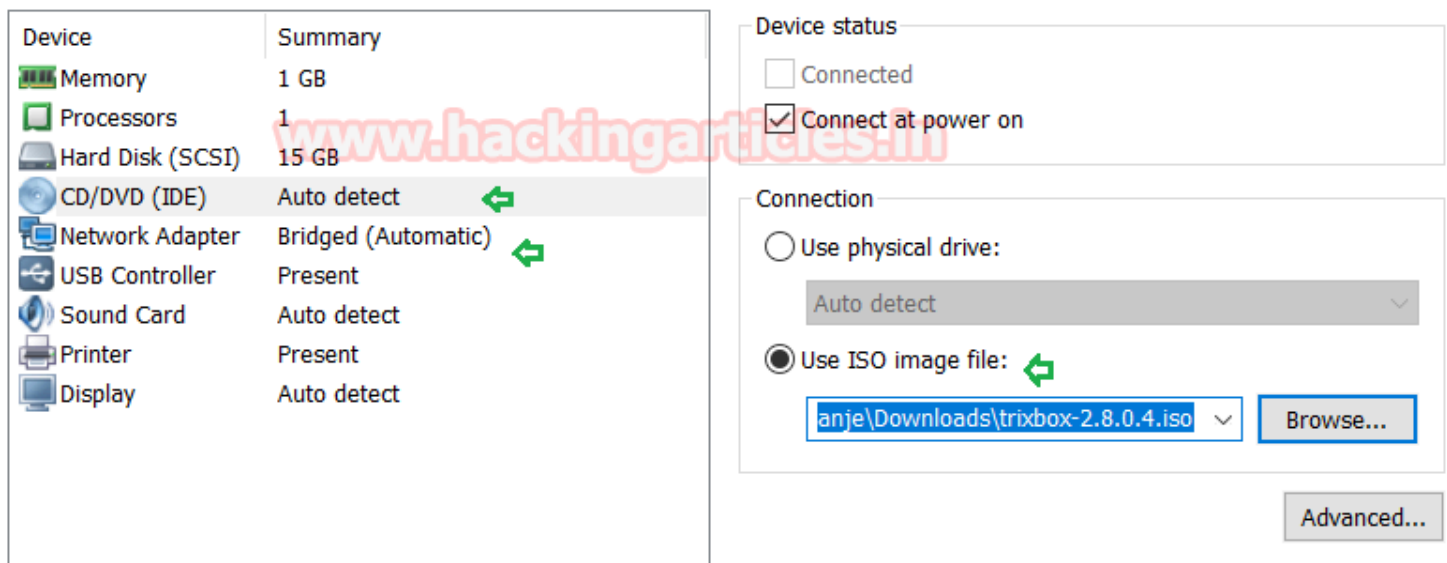 Device Summary
Memory 1 GB
Processors 1
Hard Disk (SCSI) 15 GB
CD/DVD (IDE) Auto detect
Network Adapter Bridged (Automatic)
USB Controller Present
Sound Card Auto detect
Printer Present
Display Auto detect
www.hackingarticles.in
Device status
Connected
Connect at power on
Connection
Use physical drive:
Auto detect
Use ISO image file:
anje\Downloads\trixbox-2.8.0.4.iso
Browse...
Advanced...